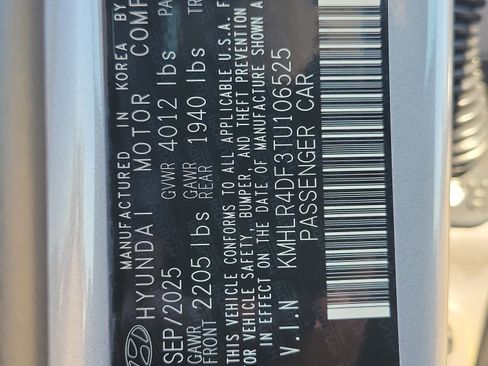 MANUFACTURED IN KOREA BY
HYUNDAI MOTOR COMP
SEP/2025 GVWR 4012 lbs PA
GAWR FRONT 2205 lbs GAWR REAR 1940 lbs TR
THIS VEHICLE CONFORMS TO ALL APPLICABLE U.S.A. F
OR VEHICLE SAFETY, BUMPER, AND THEFT PREVENTION
IN EFFECT ON THE DATE OF MANUFACTURE SHOWN A
V.I.N KMHLR4DF3TU106525
PASSENGER CAR